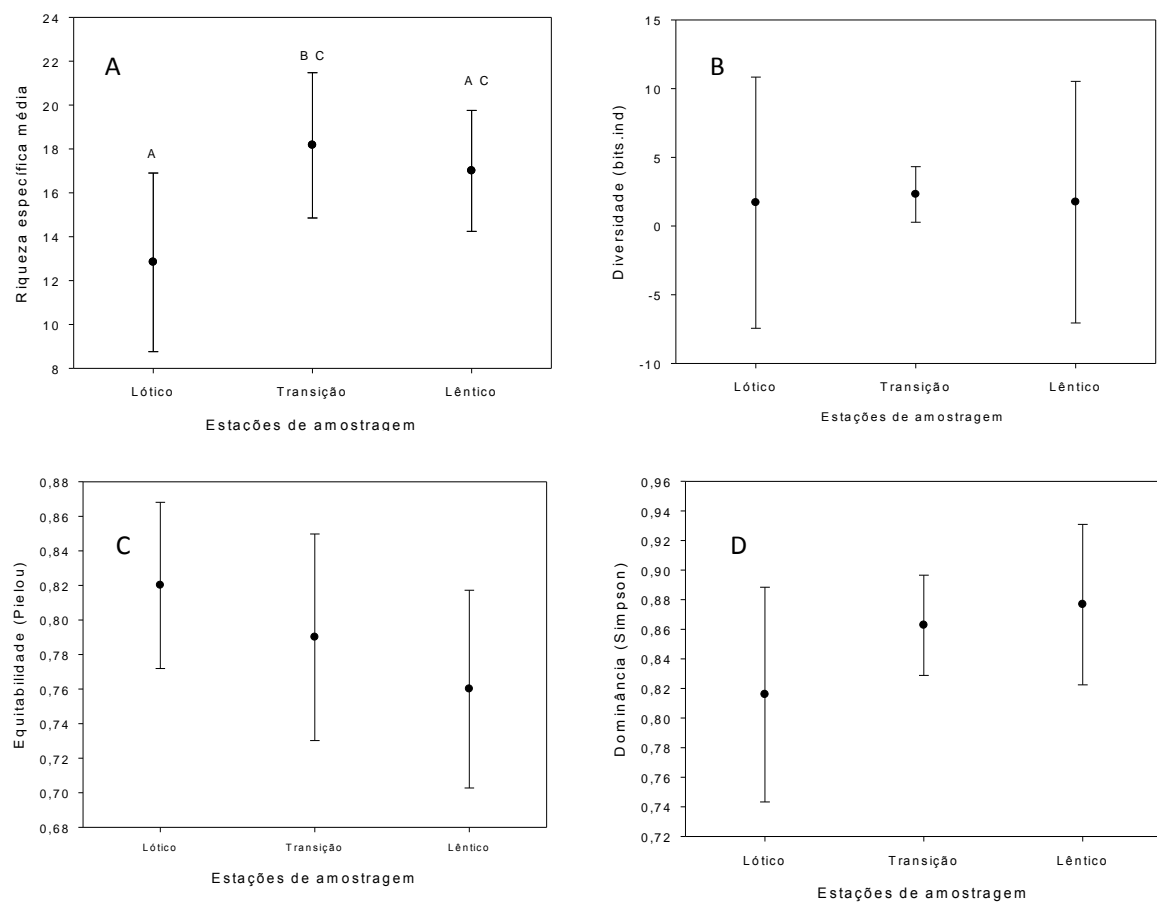 A
Riqueza específica média
24
22
20
18
16
14
12
10
8
A
B C
A C
Lótico Transição Lêntico
Estações de amostragem
B
Diversidade (bits.ind)
15
10
5
0
-5
-10
Lótico Transição Lêntico
Estações de amostragem
C
Equitabilidade (Pielou)
0,88
0,86
0,84
0,82
0,80
0,78
0,76
0,74
0,72
0,70
0,68
Lótico Transição Lêntico
Estações de amostragem
D
Dominância (Simpson)
0,96
0,94
0,92
0,90
0,88
0,86
0,84
0,82
0,80
0,78
0,76
0,74
0,72
Lótico Transição Lêntico
Estações de amostragem